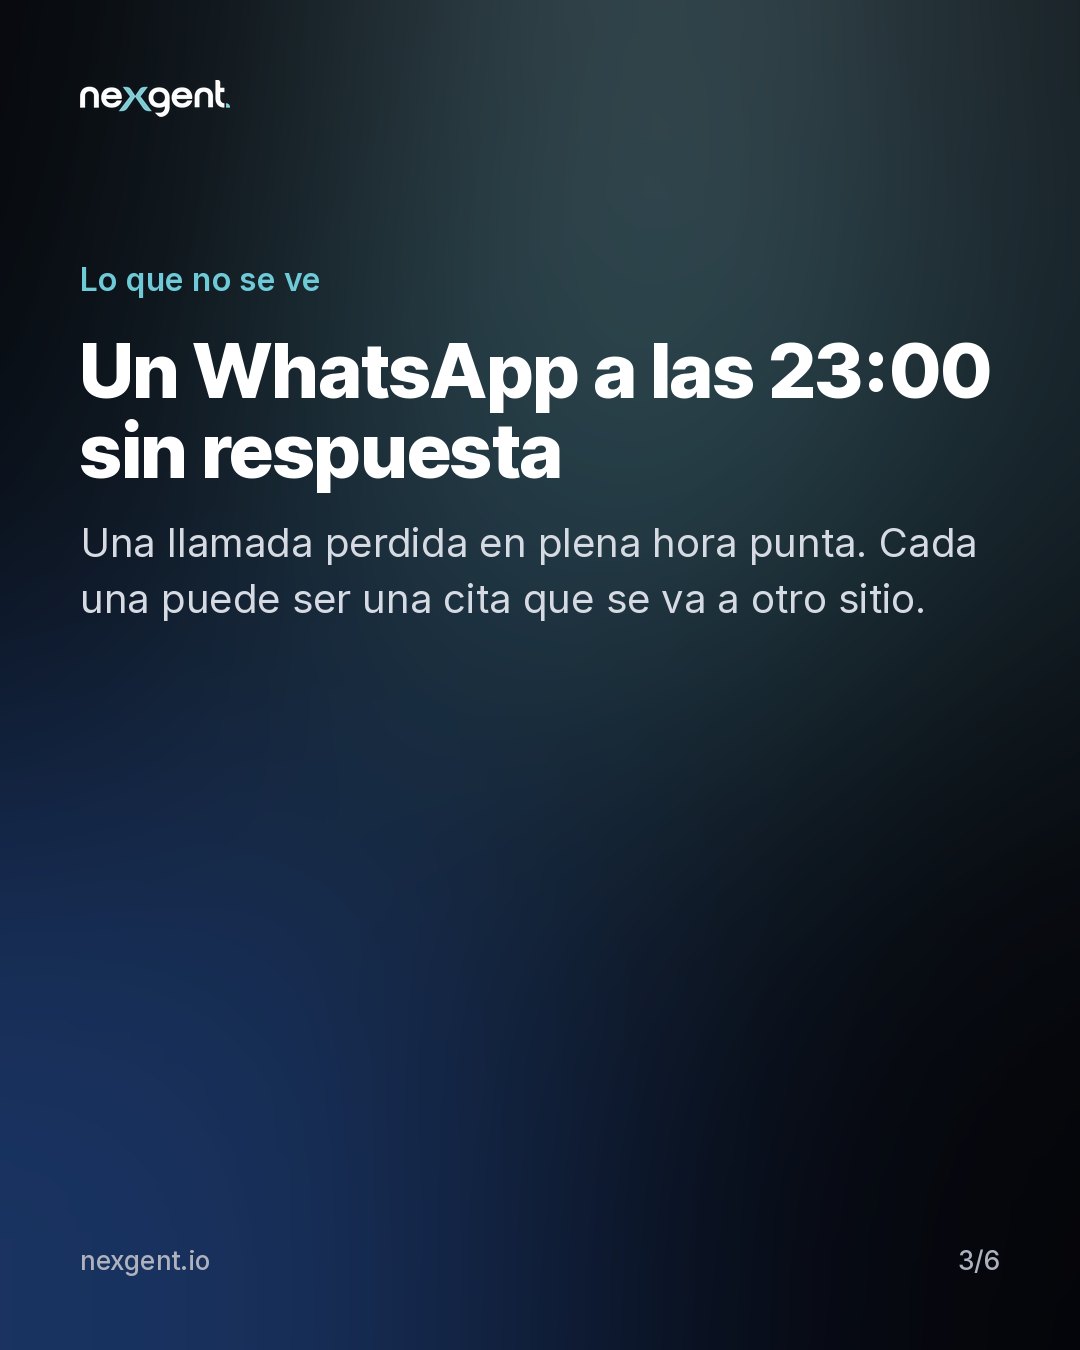 nexgent.
Lo que no se ve
Un WhatsApp a las 23:00
sin respuesta
Una llamada perdida en plena hora punta. Cada
una puede ser una cita que se va a otro sitio.
nexgent.io
3/6